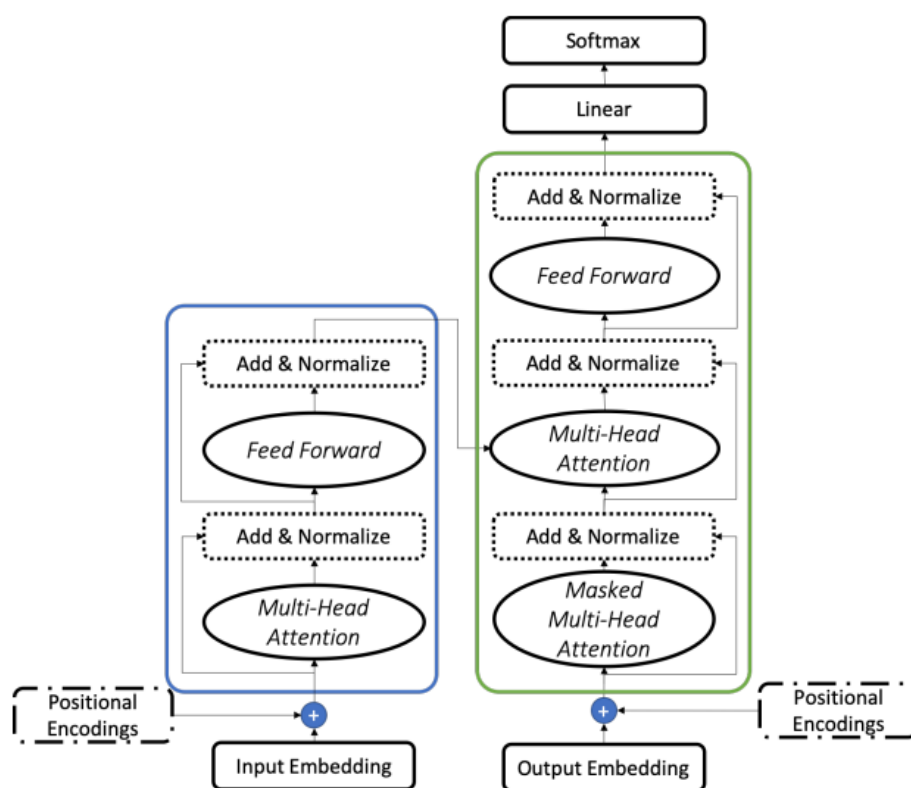 Softmax
Linear
Add & Normalize
Feed Forward
Add & Normalize
Multi-Head
Attention
Add & Normalize
Masked
Multi-Head
Attention
Add & Normalize
Feed Forward
Add & Normalize
Multi-Head
Attention
Positional
Encodings
+
Input Embedding
+
Output Embedding
Positional
Encodings